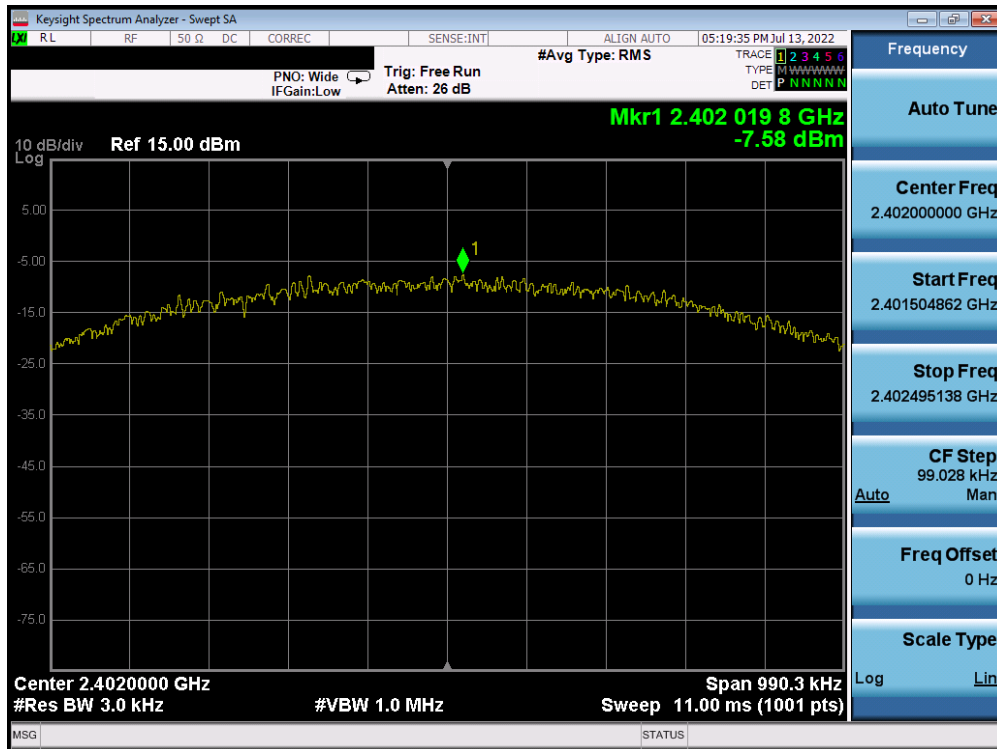 Keysight Spectrum Analyzer - Swept SA
LXI RL RF 50 Ω DC CORREC SENSE:INT ALIGN AUTO 05:19:35 PM Jul 13, 2022
#Avg Type: RMS
TRACE 1 2 3 4 5 6
TYPE M W W W W W
DET P N N N N N
PNO: Wide
IFGain:Low
Trig: Free Run
Atten: 26 dB
Mkr1 2.402 019 8 GHz
-7.58 dBm
10 dB/div
Log
Ref 15.00 dBm
5.00
-5.00
-15.0
-25.0
-35.0
-45.0
-55.0
-65.0
-75.0
1
Center 2.4020000 GHz
Span 990.3 kHz
#Res BW 3.0 kHz
#VBW 1.0 MHz
Sweep 11.00 ms (1001 pts)
MSG
STATUS
Frequency
Auto Tune
Center Freq
2.402000000 GHz
Start Freq
2.401504862 GHz
Stop Freq
2.402495138 GHz
CF Step
99.028 kHz
Auto Man
Freq Offset
0 Hz
Scale Type
Log Lin